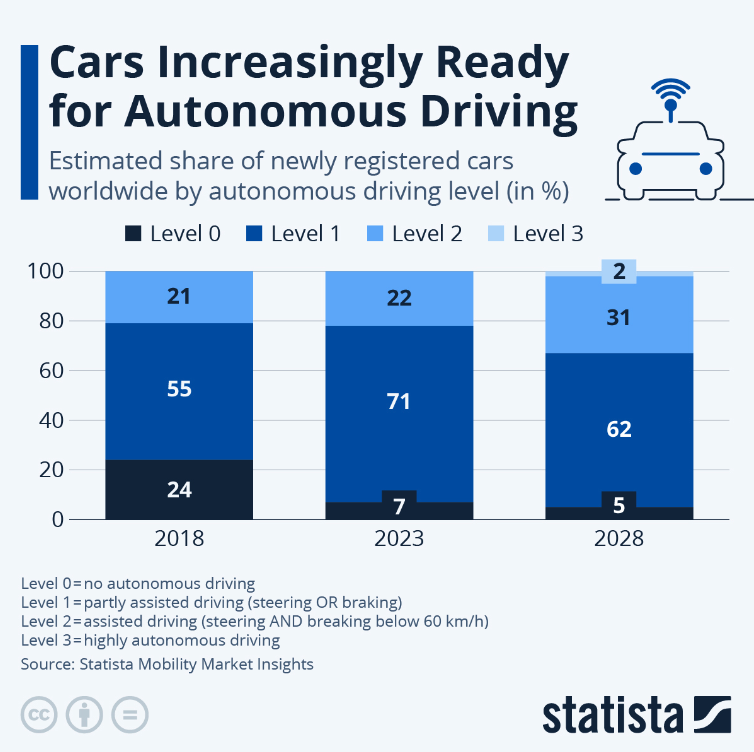 Cars Increasingly Ready
for Autonomous Driving
Estimated share of newly registered cars
worldwide by autonomous driving level (in %)
Level 0 Level 1 Level 2 Level 3
100
80
60
40
20
0
21
55
24
22
71
7
2
31
62
5
2018 2023 2028
Level 0=no autonomous driving
Level 1=partly assisted driving (steering OR braking)
Level 2=assisted driving (steering AND breaking below 60 km/h)
Level 3=highly autonomous driving
Source: Statista Mobility Market Insights
cc
=
statista